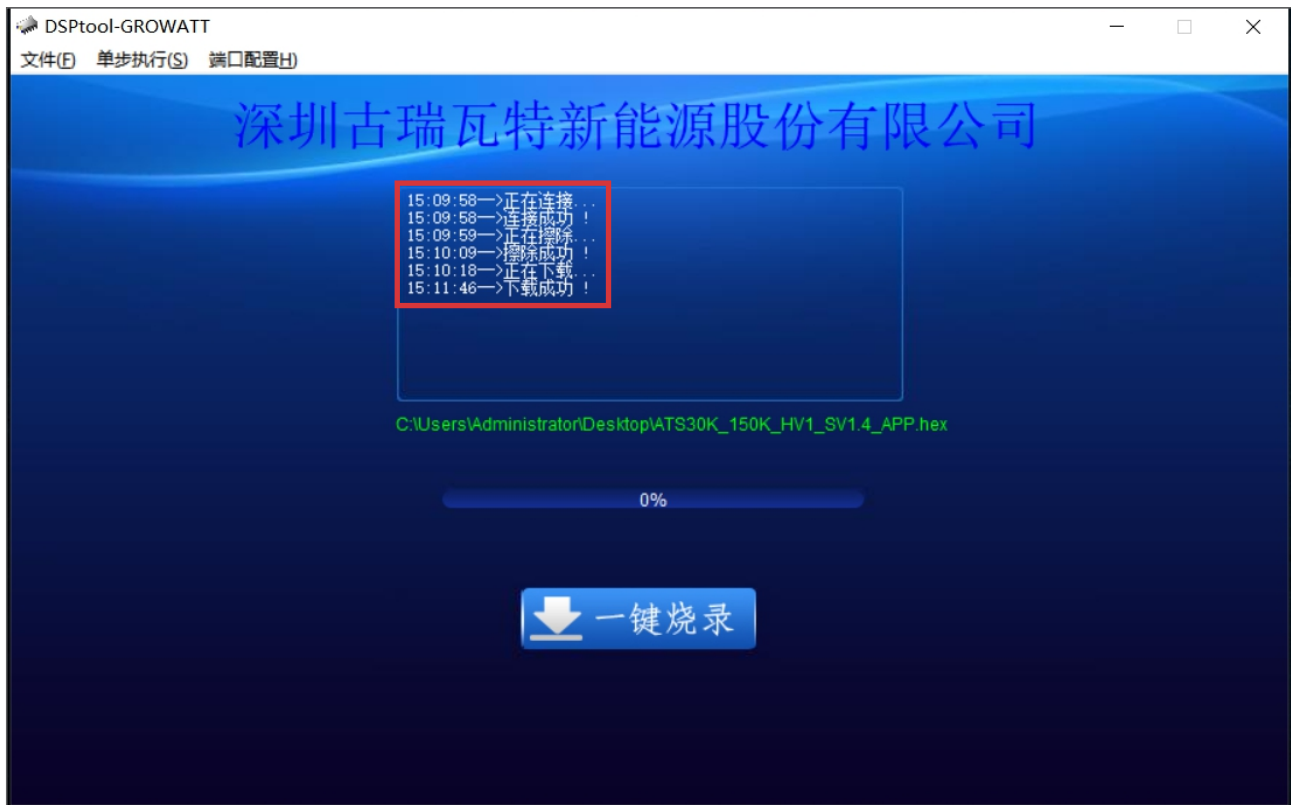 DSPtool-GROWATT
文件(F) 单步执行(S) 端口配置H)
深圳古瑞瓦特新能源股份有限公司
15:09:58—>正在连接...
15:09:58—>连接成功 !
15:09:59—>正在擦除...
15:10:09—>擦除成功 !
15:10:18—>正在下载...
15:11:46—>下载成功 !
C:\Users\Administrator\Desktop\ATS30K_150K_HV1_SV1.4_APP.hex
0%
一键烧录